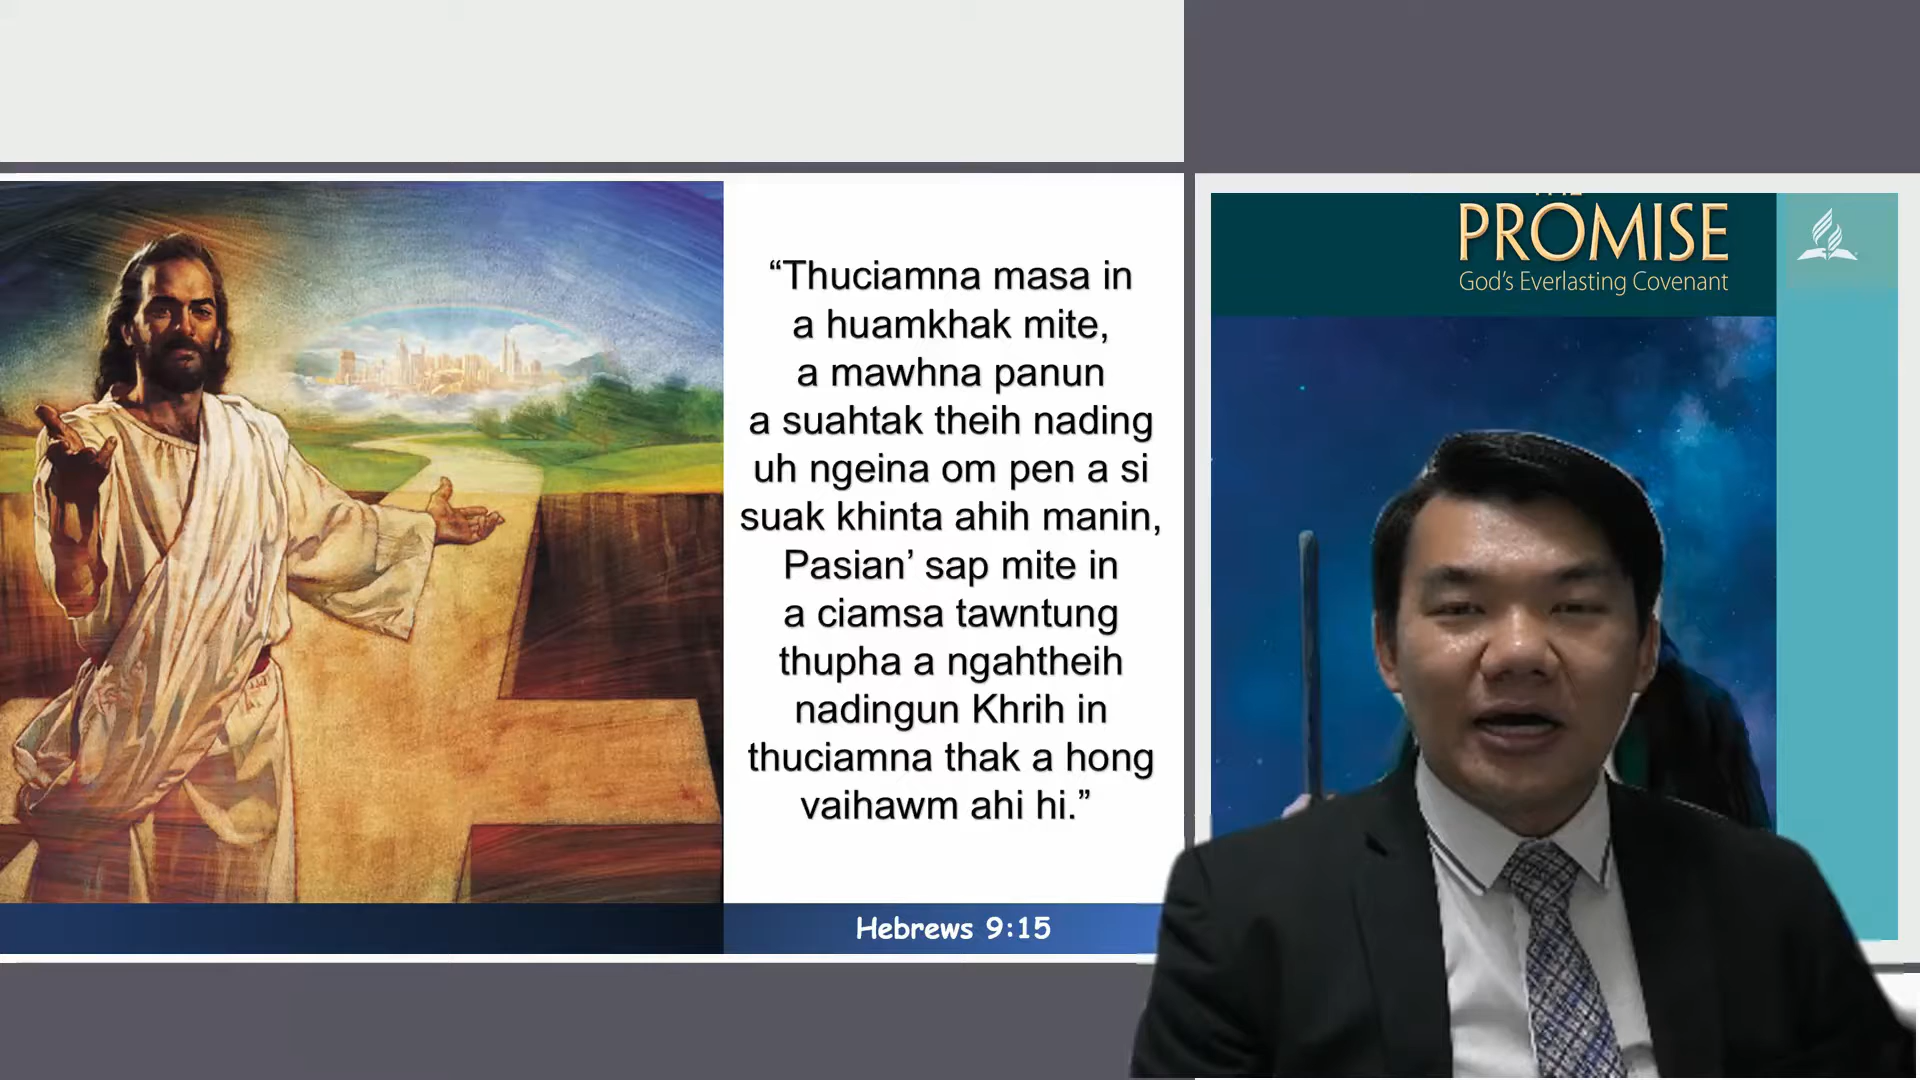 “Thuciamna masa in
a huamkhak mite,
a mawhna panun
a suahtak theih nading
uh ngeina om pen a si
suak khinta ahih manin,
Pasian’ sap mite in
a ciamsa tawntung
thupha a ngahtheih
nadingun Khrih in
thuciamna thak a hong
vaihawm ahi hi.”
Hebrews 9:15
PROMISE
God’s Everlasting Covenant